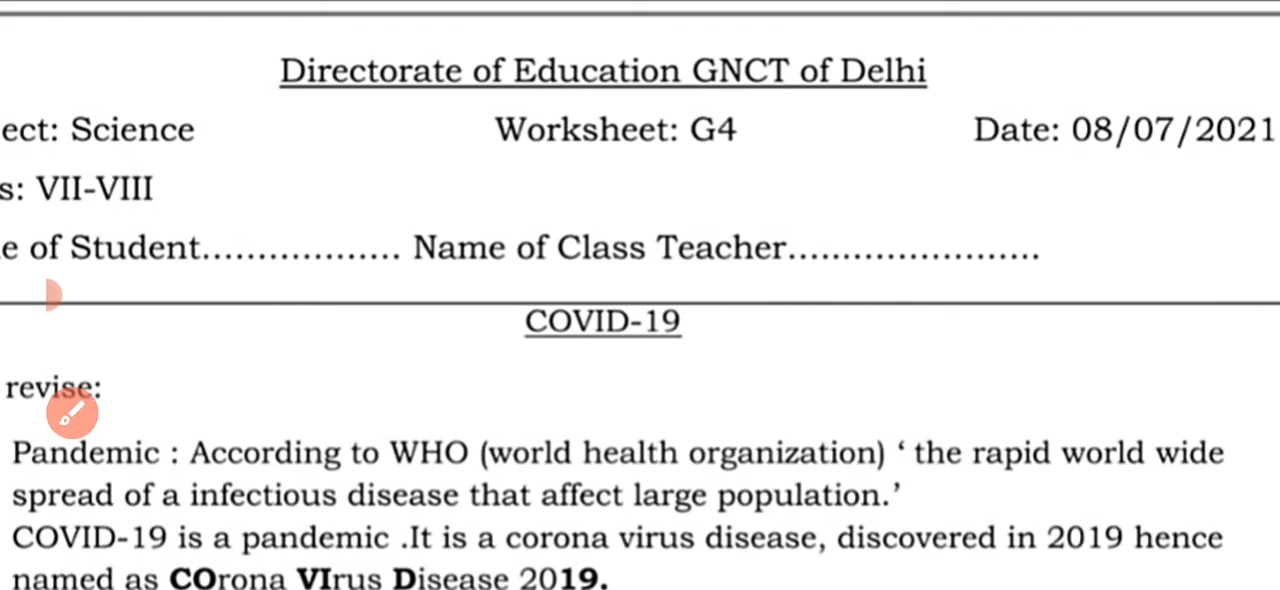 Directorate of Education GNCT of Delhi
ect: Science Worksheet: G4 Date: 08/07/2021
s: VII-VIII
e of Student.................. Name of Class Teacher.......................
COVID-19
revise:
Pandemic : According to WHO (world health organization) ‘ the rapid world wide
spread of a infectious disease that affect large population.’
COVID-19 is a pandemic .It is a corona virus disease, discovered in 2019 hence
named as COrona VIrus Disease 2019.